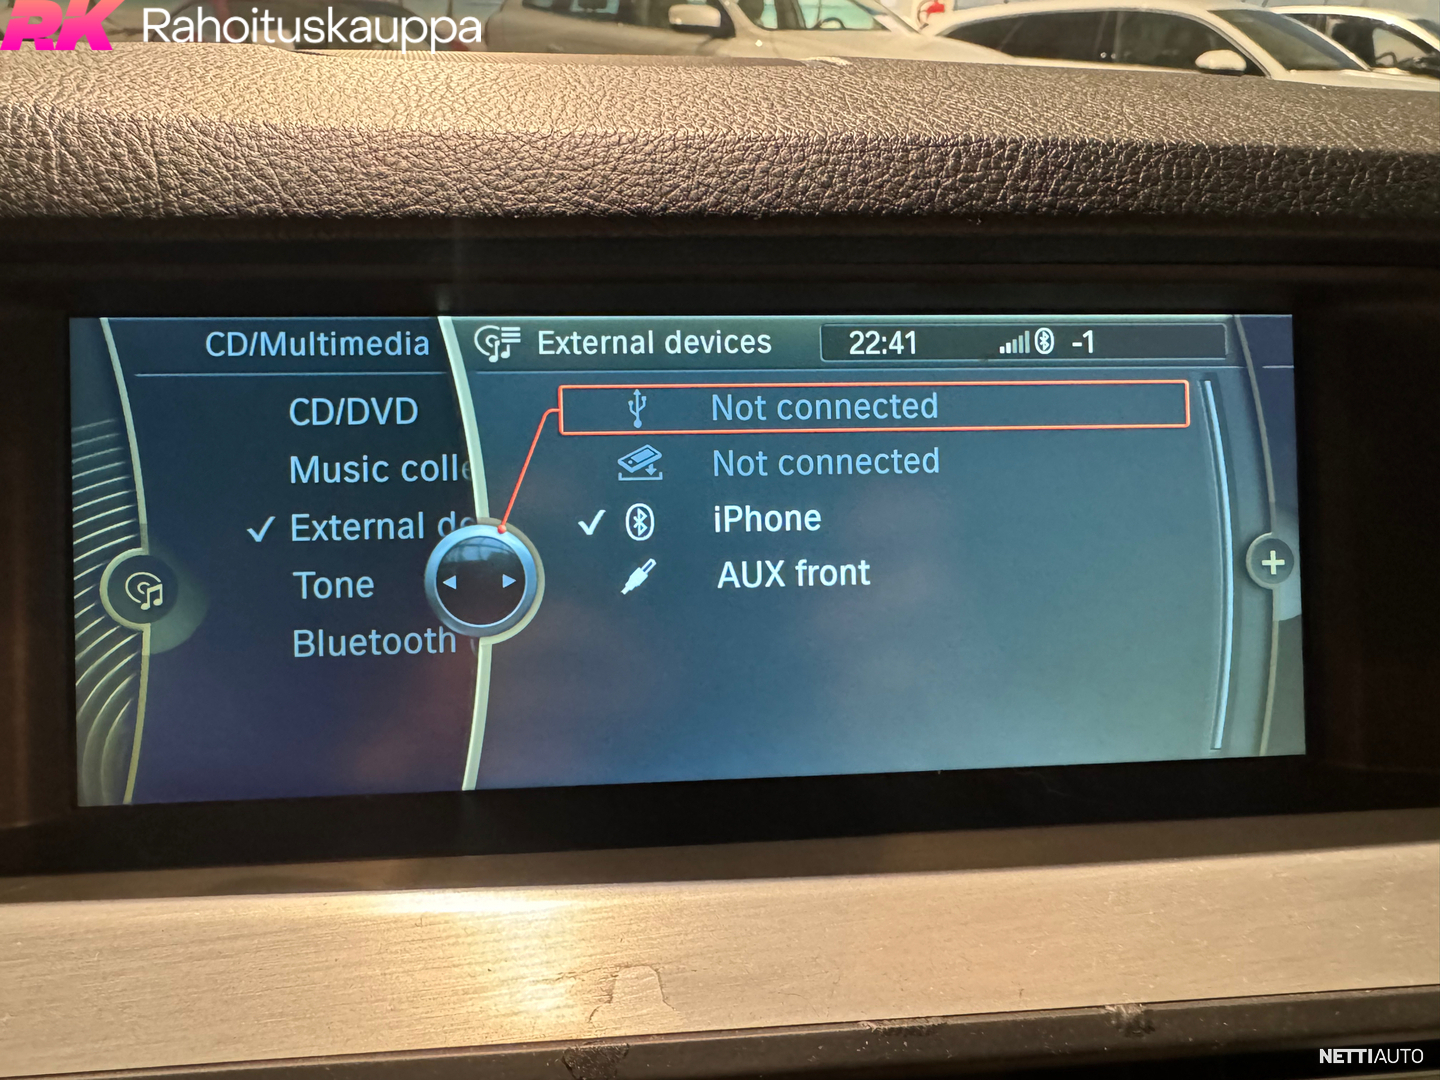 RK Rahoituskauppa
CD/Multimedia
External devices
22:41
-1
CD/DVD
Music coll
External de
Tone
Bluetooth
Not connected
Not connected
iPhone
AUX front
NETTIAUTO